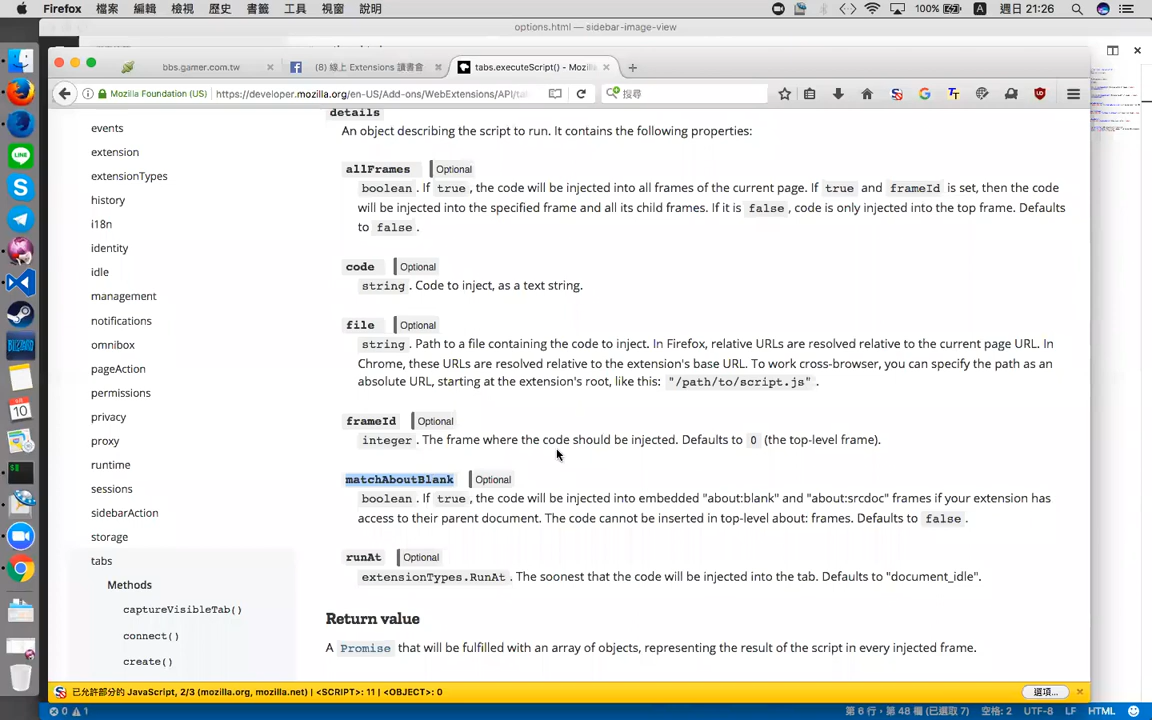 Firefox 檔案 編輯 檢視 歷史 書籤 工具 視窗 說明 100% A 週日 21:26
options.html — sidebar-image-view
bbs.gamer.com.tw × (8) 線上 Extensions 讀書會 × tabs.executeScript() - Mozill ×
Mozilla Foundation (US) https://developer.mozilla.org/en-US/Add-ons/WebExtensions/API/ta 搜尋
details
An object describing the script to run. It contains the following properties:
events
extension
extensionTypes
history
i18n
identity
idle
management
notifications
omnibox
pageAction
permissions
privacy
proxy
runtime
sessions
sidebarAction
storage
tabs
Methods
captureVisibleTab()
connect()
create()
allFrames Optional
boolean. If true, the code will be injected into all frames of the current page. If true and frameId is set, then the code
will be injected into the specified frame and all its child frames. If it is false, code is only injected into the top frame. Defaults
to false.
code Optional
string. Code to inject, as a text string.
file Optional
string. Path to a file containing the code to inject. In Firefox, relative URLs are resolved relative to the current page URL. In
Chrome, these URLs are resolved relative to the extension's base URL. To work cross-browser, you can specify the path as an
absolute URL, starting at the extension's root, like this: "/path/to/script.js".
frameId Optional
integer. The frame where the code should be injected. Defaults to 0 (the top-level frame).
matchAboutBlank Optional
boolean. If true, the code will be injected into embedded "about:blank" and "about:srcdoc" frames if your extension has
access to their parent document. The code cannot be inserted in top-level about: frames. Defaults to false.
runAt Optional
extensionTypes.RunAt. The soonest that the code will be injected into the tab. Defaults to "document_idle".
Return value
A Promise that will be fulfilled with an array of objects, representing the result of the script in every injected frame.
已允許部分的 JavaScript, 2/3 (mozilla.org, mozilla.net) | <SCRIPT>: 11 | <OBJECT>: 0 選項... ×
0 1 第 6 行，第 48 欄 (已選取 7) 空格: 2 UTF-8 LF HTML